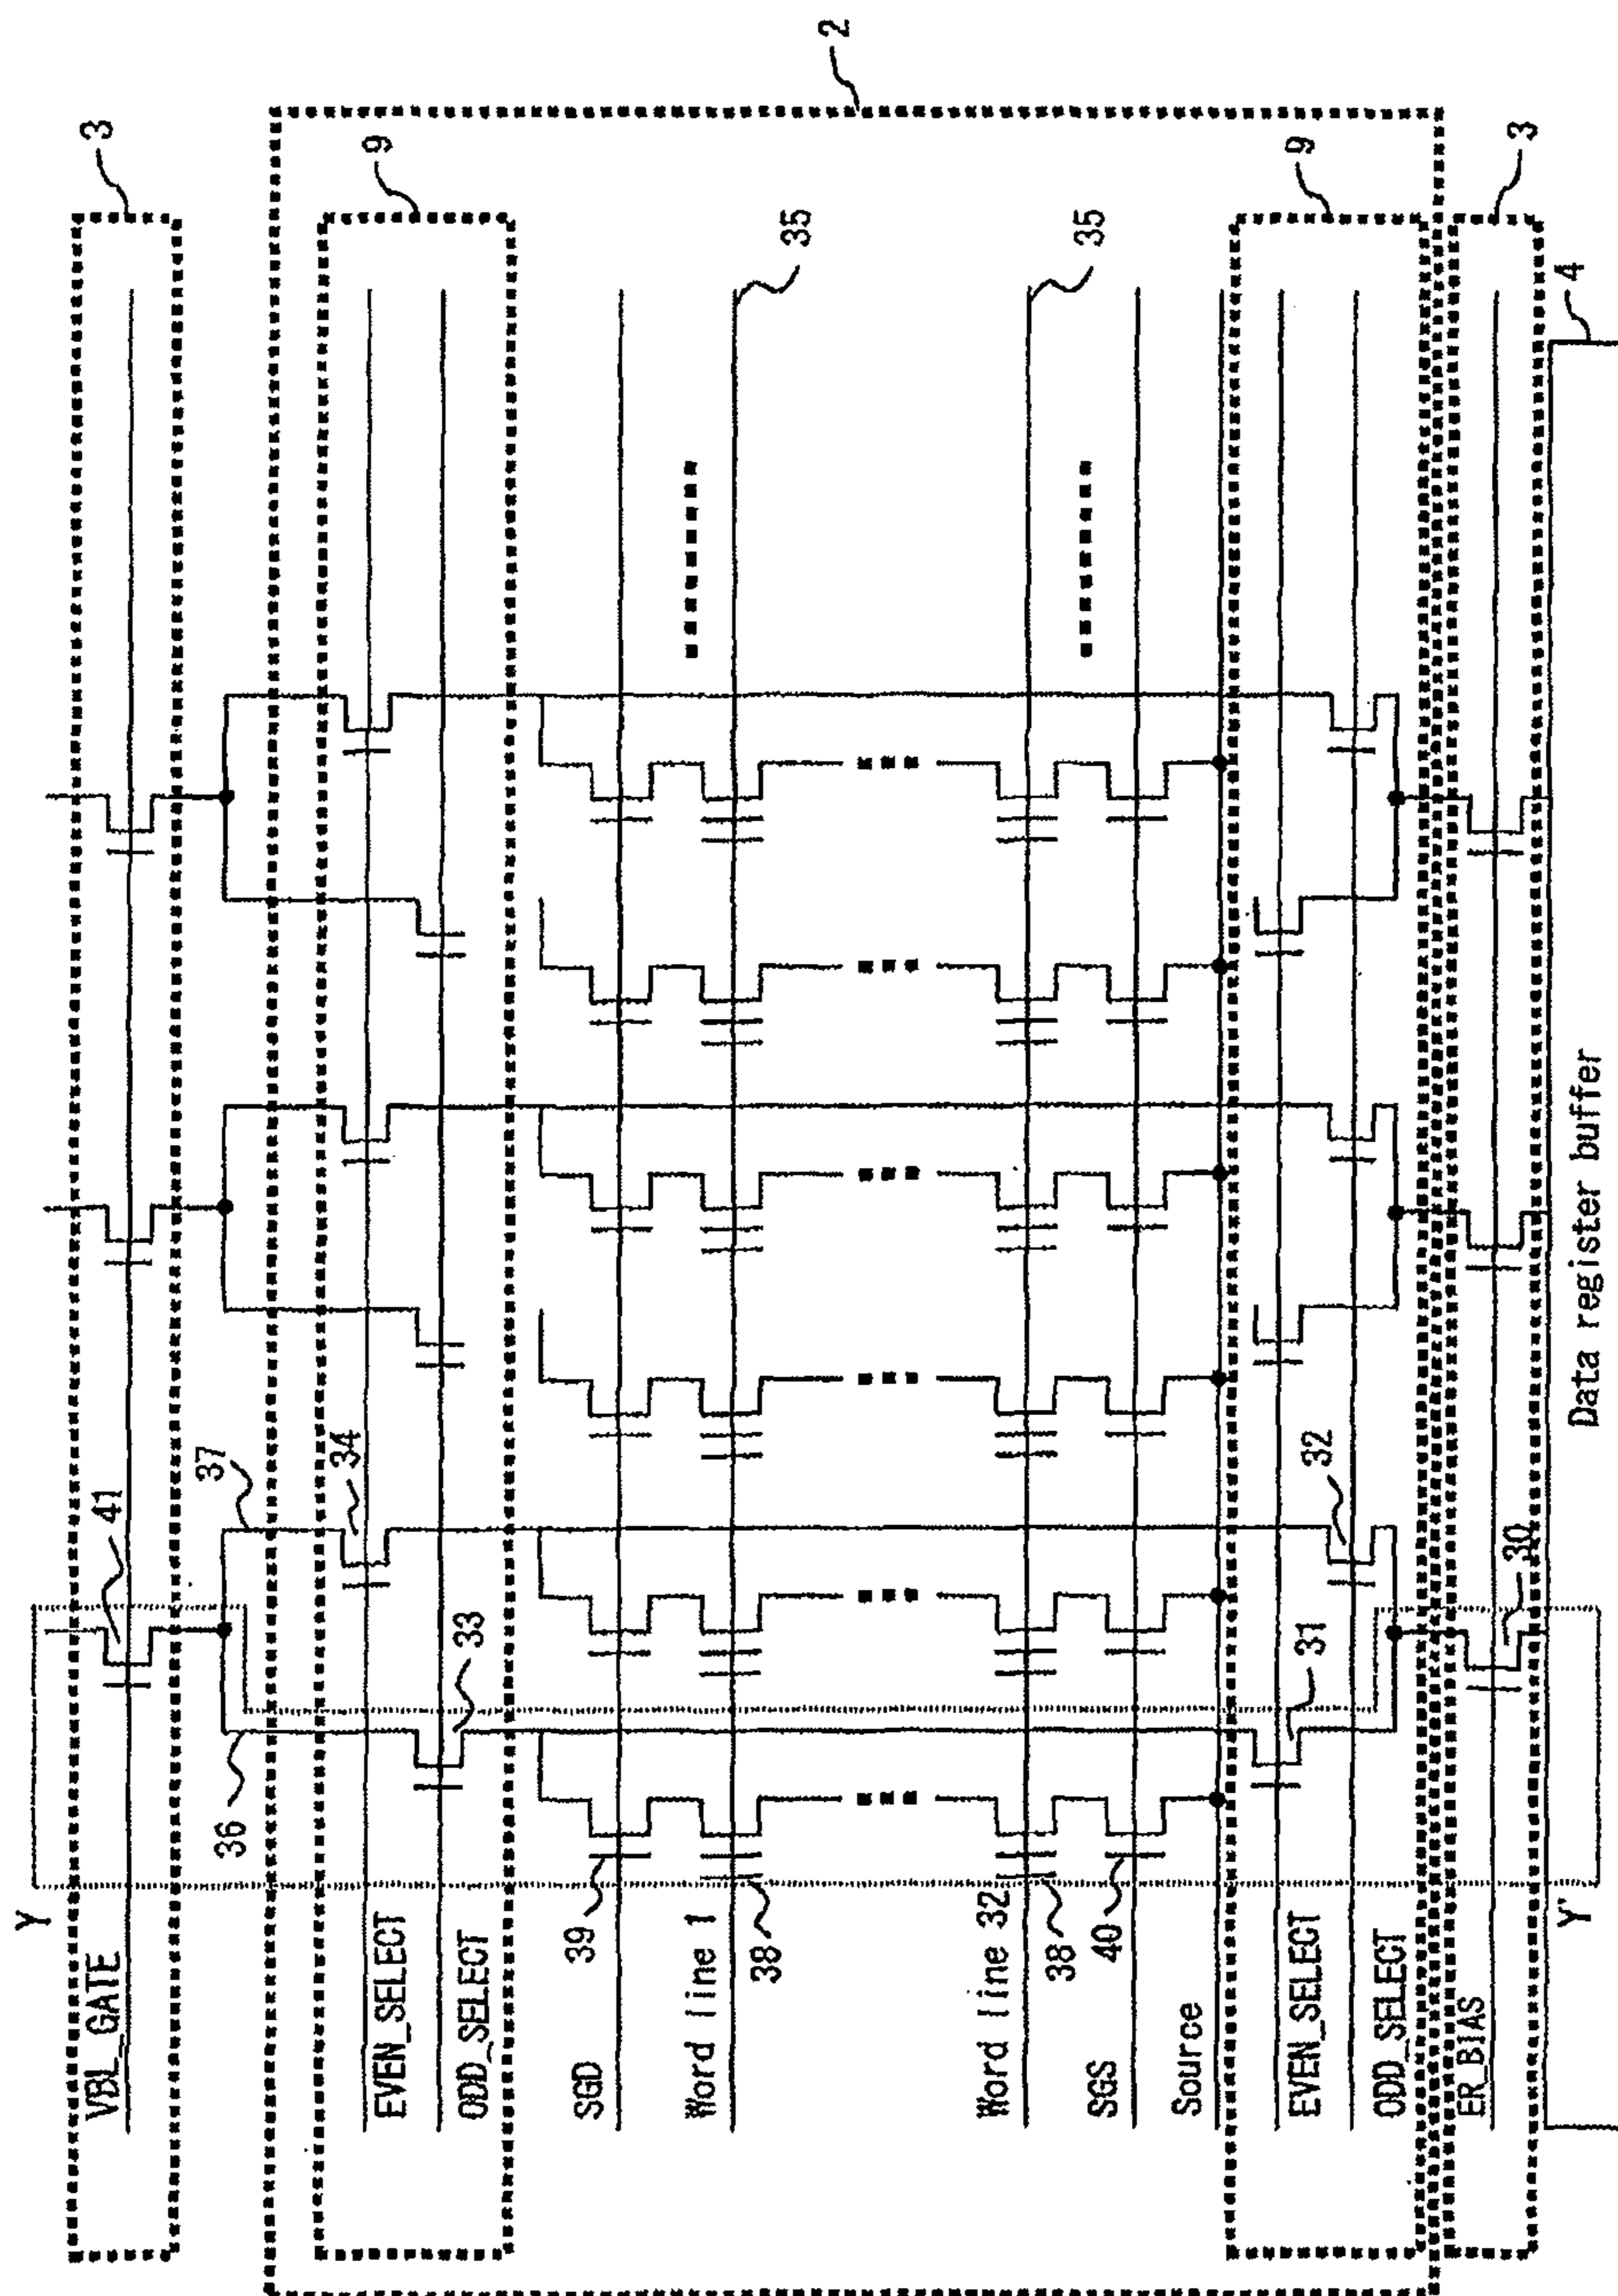 3
2
9
9
3
35
35
4
37
34
41
32
30
33
31
36
39
38
38
40
Y
VBL_GATE
EVEN_SELECT
ODD_SELECT
SGD
Word line 1
Word line 32
SGS
Source
EVEN_SELECT
ODD_SELECT
ER_BIAS
Y'
Data register buffer